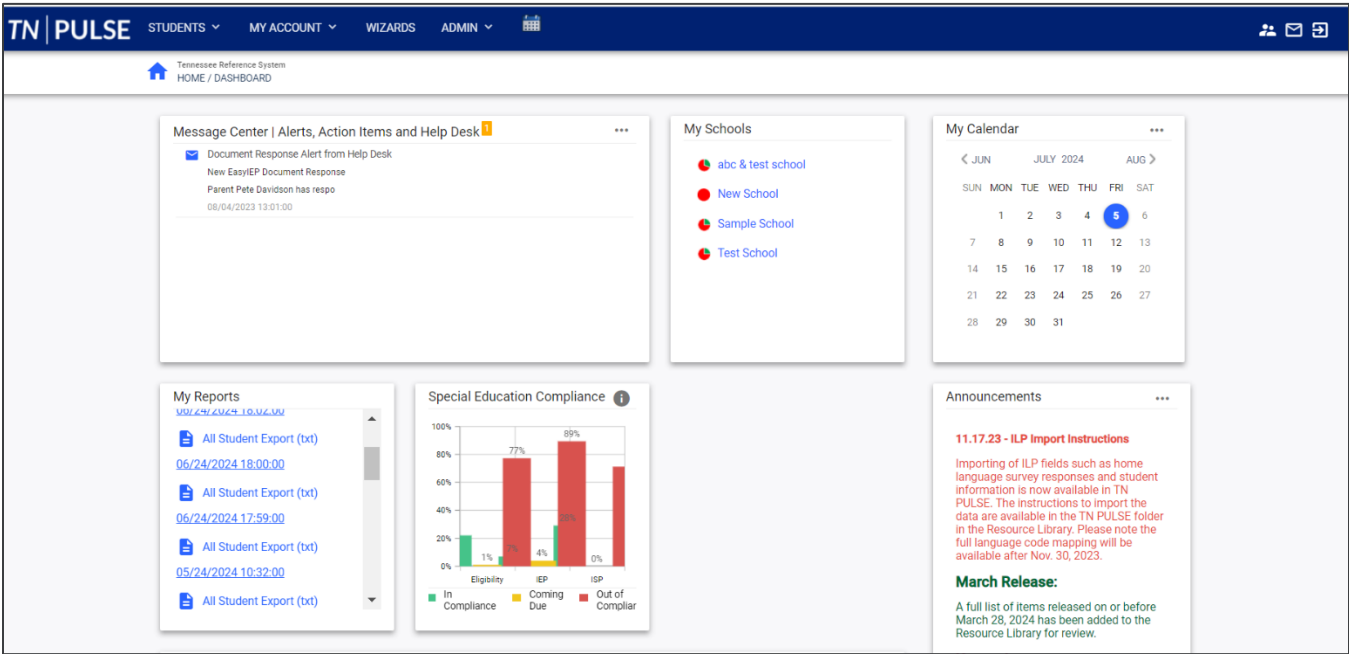 TN PULSE STUDENTS MY ACCOUNT WIZARDS ADMIN
Tennessee Reference System
HOME / DASHBOARD
Message Center | Alerts, Action Items and Help Desk 1
Document Response Alert from Help Desk
New EasyIEP Document Response
Parent Pete Davidson has respo
08/04/2023 13:01:00
My Schools
abc & test school
New School
Sample School
Test School
My Calendar
JUN JULY 2024 AUG
SUN MON TUE WED THU FRI SAT
1 2 3 4 5 6
7 8 9 10 11 12 13
14 15 16 17 18 19 20
21 22 23 24 25 26 27
28 29 30 31
My Reports
06/24/2024 18:02:00
All Student Export (txt)
06/24/2024 18:00:00
All Student Export (txt)
06/24/2024 17:59:00
All Student Export (txt)
05/24/2024 10:32:00
All Student Export (txt)
Special Education Compliance
100%
80%
60%
40%
20%
0%
1%
77%
7%
4%
89%
28%
0%
Eligibility IEP ISP
In Compliance
Coming Due
Out of Complian
Announcements
11.17.23 - ILP Import Instructions
Importing of ILP fields such as home
language survey responses and student
information is now available in TN
PULSE. The instructions to import the
data are available in the TN PULSE folder
in the Resource Library. Please note the
full language code mapping will be
available after Nov. 30, 2023.
March Release:
A full list of items released on or before
March 28, 2024 has been added to the
Resource Library for review.